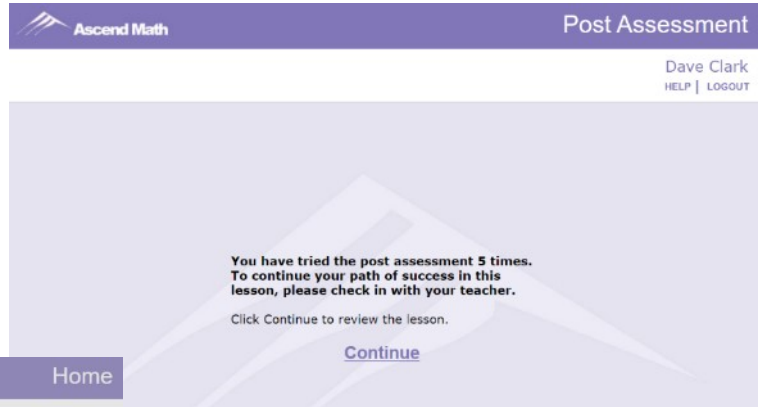 Ascend Math
Post Assessment
Dave Clark
HELP | LOGOUT
You have tried the post assessment 5 times.
To continue your path of success in this
lesson, please check in with your teacher.
Click Continue to review the lesson.
Continue
Home